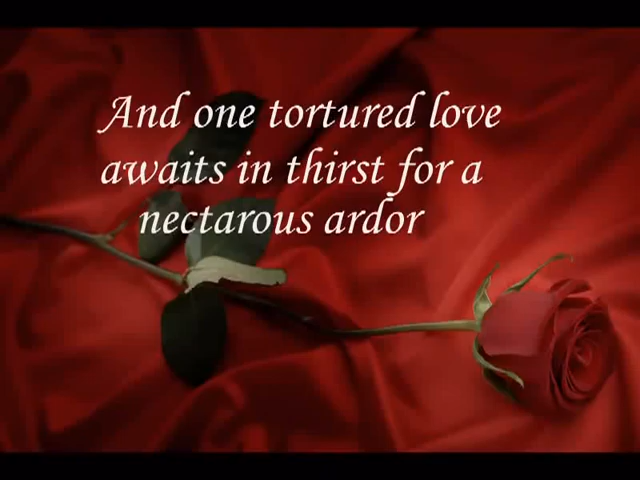 And one tortured love
awaits in thirst for a
nectarous ardor